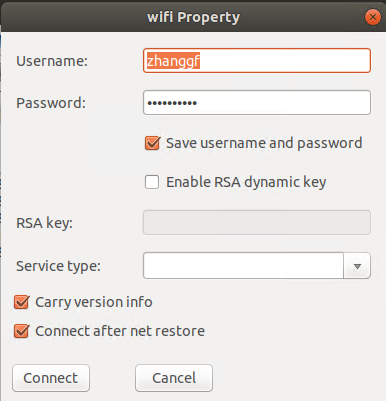 wifi Property
Username: zhanggf
Password: ••••••••••
Save username and password
Enable RSA dynamic key
RSA key:
Service type:
Carry version info
Connect after net restore
Connect Cancel